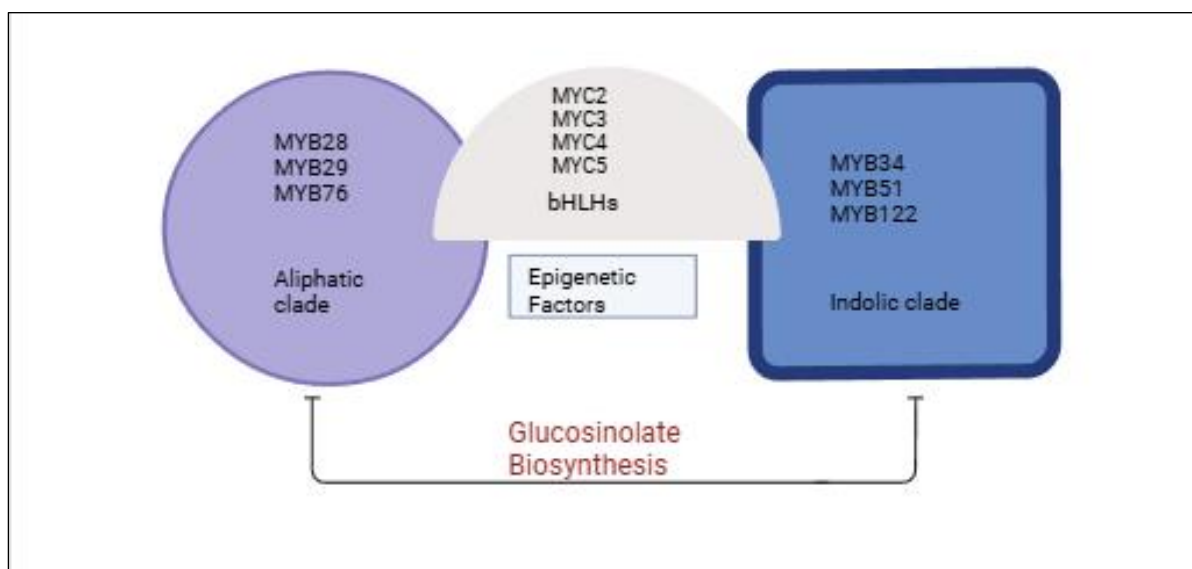 MYB28
MYB29
MYB76
Aliphatic
clade
MYC2
MYC3
MYC4
MYC5
bHLHs
Epigenetic
Factors
MYB34
MYB51
MYB122
Indolic clade
Glucosinolate
Biosynthesis